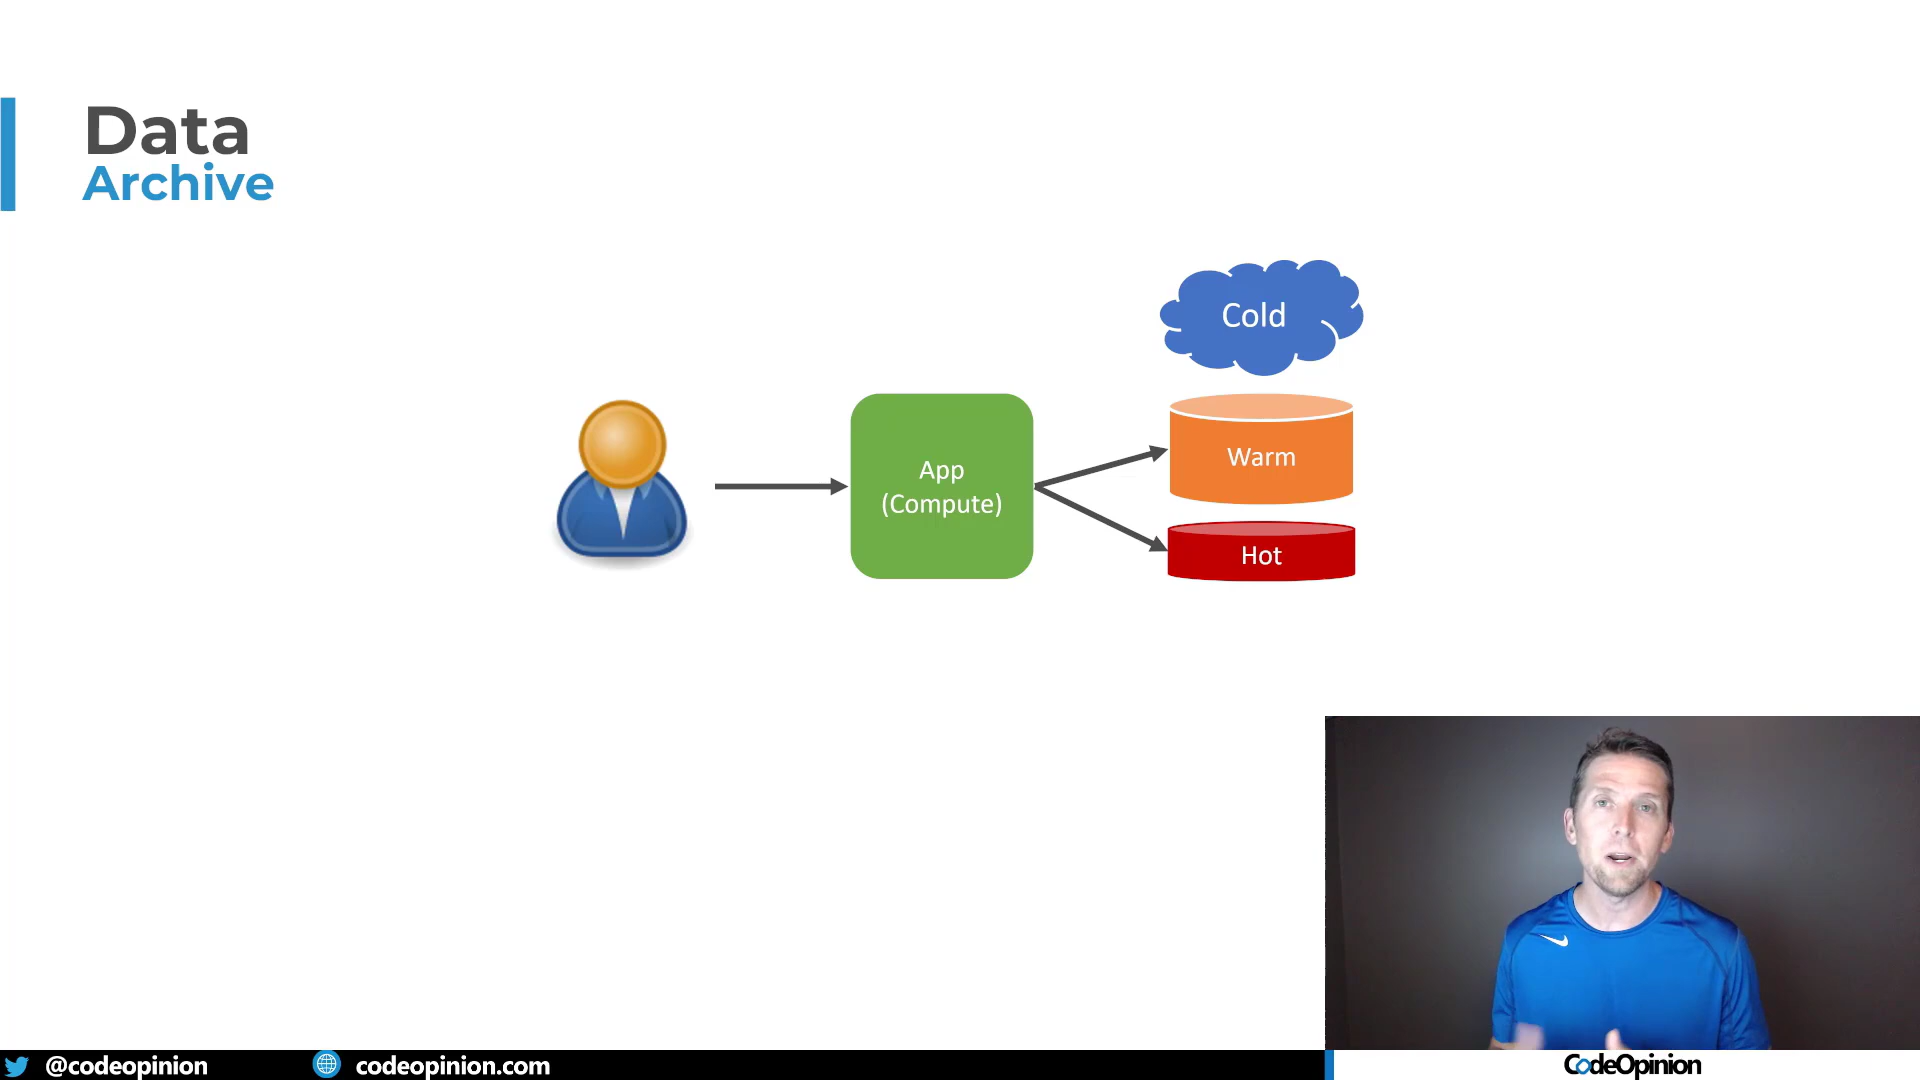 Data
Archive
Cold
Warm
Hot
App
(Compute)
@codeopinion
codeopinion.com
CodeOpinion